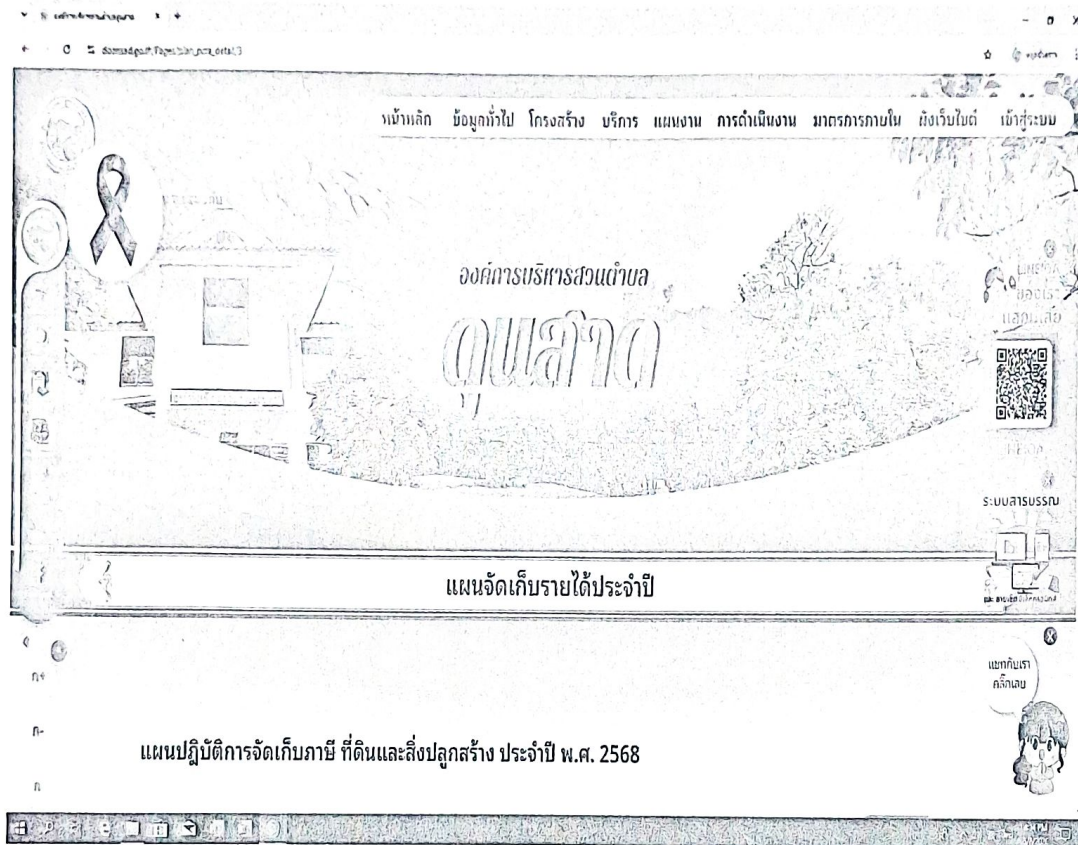 หน้าหลัก ข้อมูลทั่วไป โครงสร้าง บริการ แผนงาน การดำเนินงาน มาตรการภายใน ผังเว็บไซต์ เข้าสู่ระบบ
องค์การบริหารส่วนตำบล
ดูนสาด
ระบบสารบรรณ
แผนจัดเก็บรายได้ประจำปี
แชทกับเรา
คลิ๊กเลย
ก+
ก-
ก
แผนปฎิบัติการจัดเก็บภาษี ที่ดินและสิ่งปลูกสร้าง ประจำปี พ.ศ. 2568